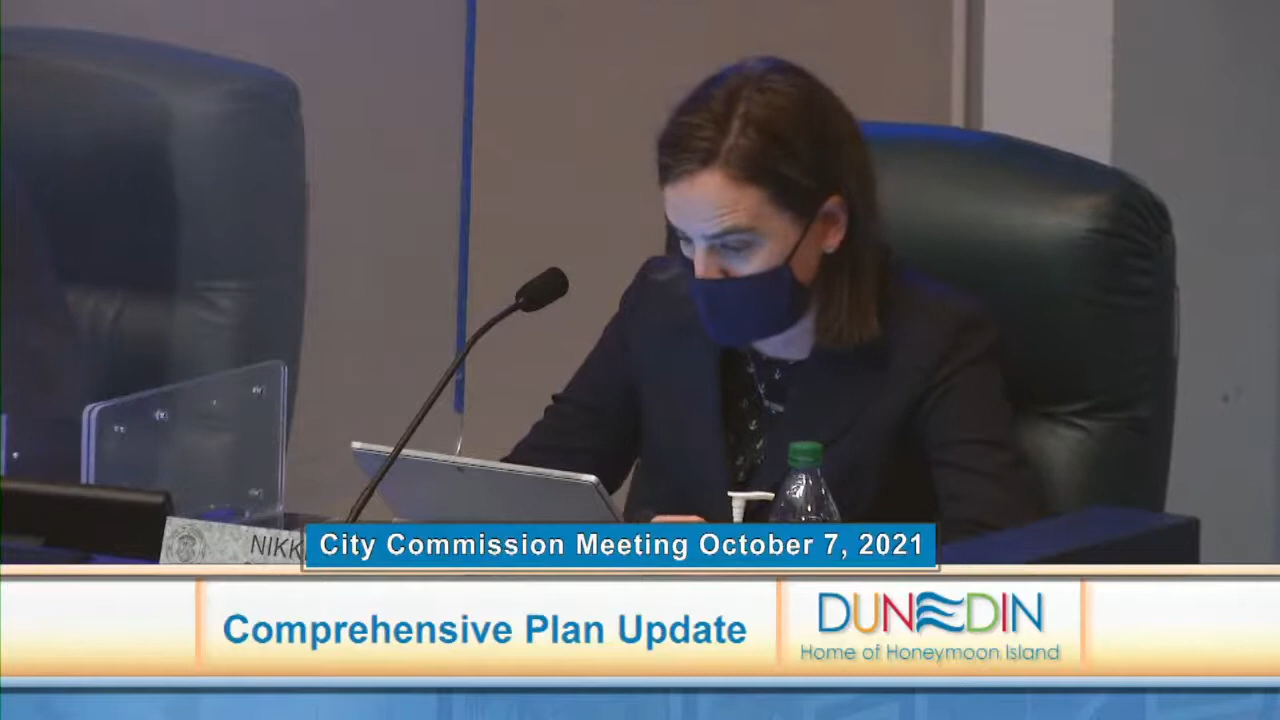 NIKK
City Commission Meeting October 7, 2021
Comprehensive Plan Update
DUNEDIN
Home of Honeymoon Island